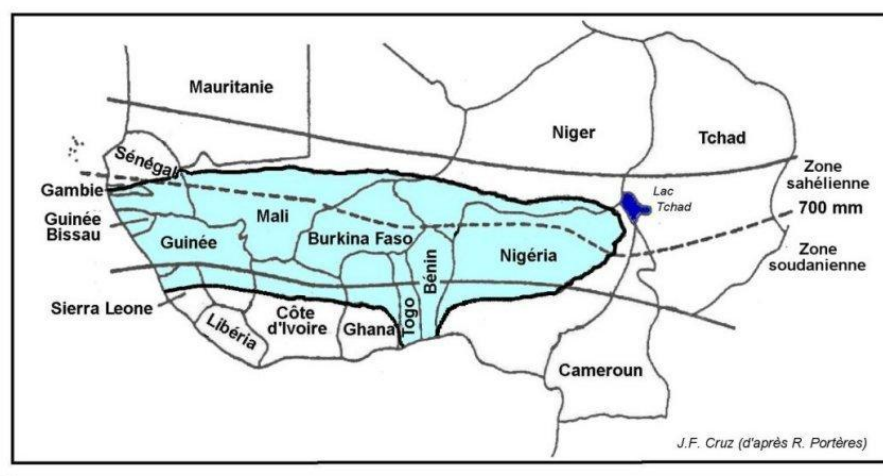 Mauritanie
Niger
Tchad
Sénégal
Zone
sahélienne
Gambie
Lac
Tchad
700 mm
Guinée
Bissau
Mali
Guinée
Burkina Faso
Nigéria
Zone
soudanienne
Bénin
Sierra Leone
Libéria
Côte
d'Ivoire
Ghana
Togo
Cameroun
J.F. Cruz (d'après R. Portères)